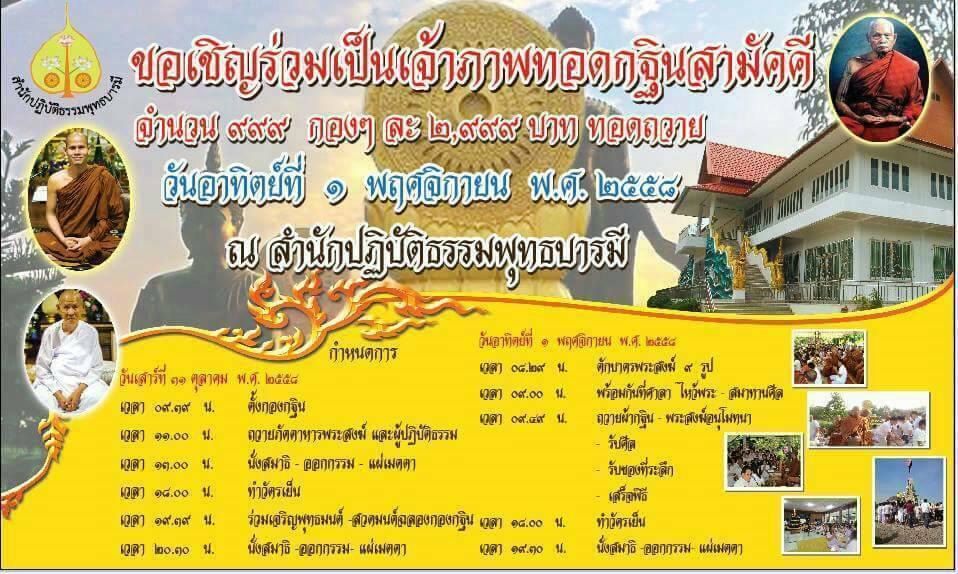 สำนักปฏิบัติธรรมพุทธบารมี
ขอเชิญร่วมเป็นเจ้าภาพทอดกฐินสามัคคี
จำนวน ๙๙๙ กองๆ ละ ๒,๙๙๙ บาท ทอดถวาย
วันอาทิตย์ที่ ๑ พฤศจิกายน พ.ศ. ๒๕๕๘
ณ สำนักปฏิบัติธรรมพุทธบารมี
กำหนดการ
วันเสาร์ที่ ๓๑ ตุลาคม พ.ศ. ๒๕๕๘
เวลา ๐๙.๓๙ น. ตั้งกองกฐิน
เวลา ๑๑.๐๐ น. ถวายภัตตาหารพระสงฆ์ และผู้ปฏิบัติธรรม
เวลา ๑๓.๐๐ น. นั่งสมาธิ - ออกกรรม - แผ่เมตตา
เวลา ๑๘.๐๐ น. ทำวัตรเย็น
เวลา ๑๙.๓๙ น. ร่วมเจริญพุทธมนต์ -สวดมนต์ฉลองกองกฐิน
เวลา ๒๐.๓๐ น. นั่งสมาธิ -ออกกรรม- แผ่เมตตา
วันอาทิตย์ที่ ๑ พฤศจิกายน พ.ศ. ๒๕๕๘
เวลา ๐๘.๒๙ น. ตักบาตรพระสงฆ์ ๙ รูป
เวลา ๐๙.๐๐ น. พร้อมกันที่ศาลา ไหว้พระ - สมาทานศีล
เวลา ๐๙.๔๙ น. ถวายผ้ากฐิน - พระสงฆ์อนุโมทนา
- รับศีล
- รับของที่ระลึก
- เสร็จพิธี
เวลา ๑๘.๐๐ น. ทำวัตรเย็น
เวลา ๑๙.๓๐ น. นั่งสมาธิ -ออกกรรม- แผ่เมตตา